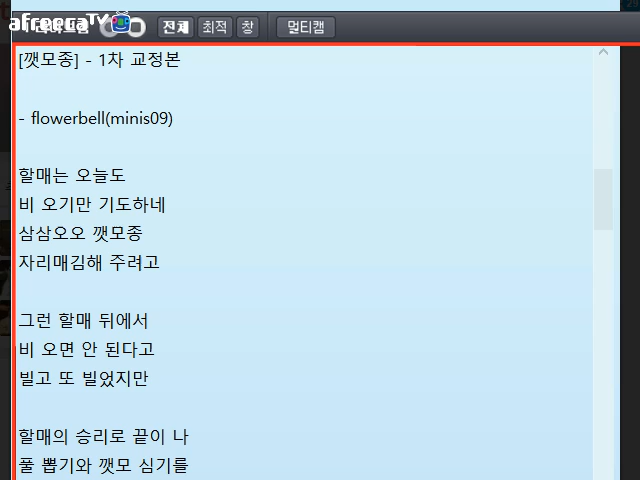 afreecaTV
전체 최적 창 멀티캠
[깻모종] - 1차 교정본
- flowerbell(minis09)
할매는 오늘도
비 오기만 기도하네
삼삼오오 깻모종
자리매김해 주려고
그런 할매 뒤에서
비 오면 안 된다고
빌고 또 빌었지만
할매의 승리로 끝이 나
풀 뽑기와 깻모 심기를